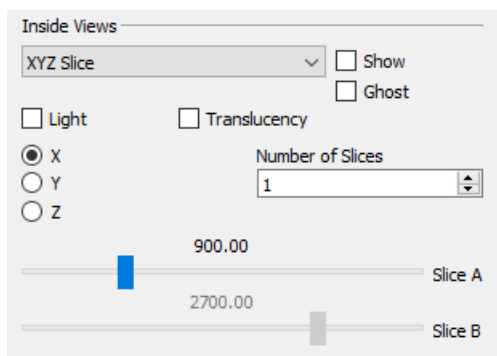 Inside Views
XYZ Slice
Show
Ghost
Light
Translucency
X
Number of Slices
Y
1
Z
900.00
Slice A
2700.00
Slice B